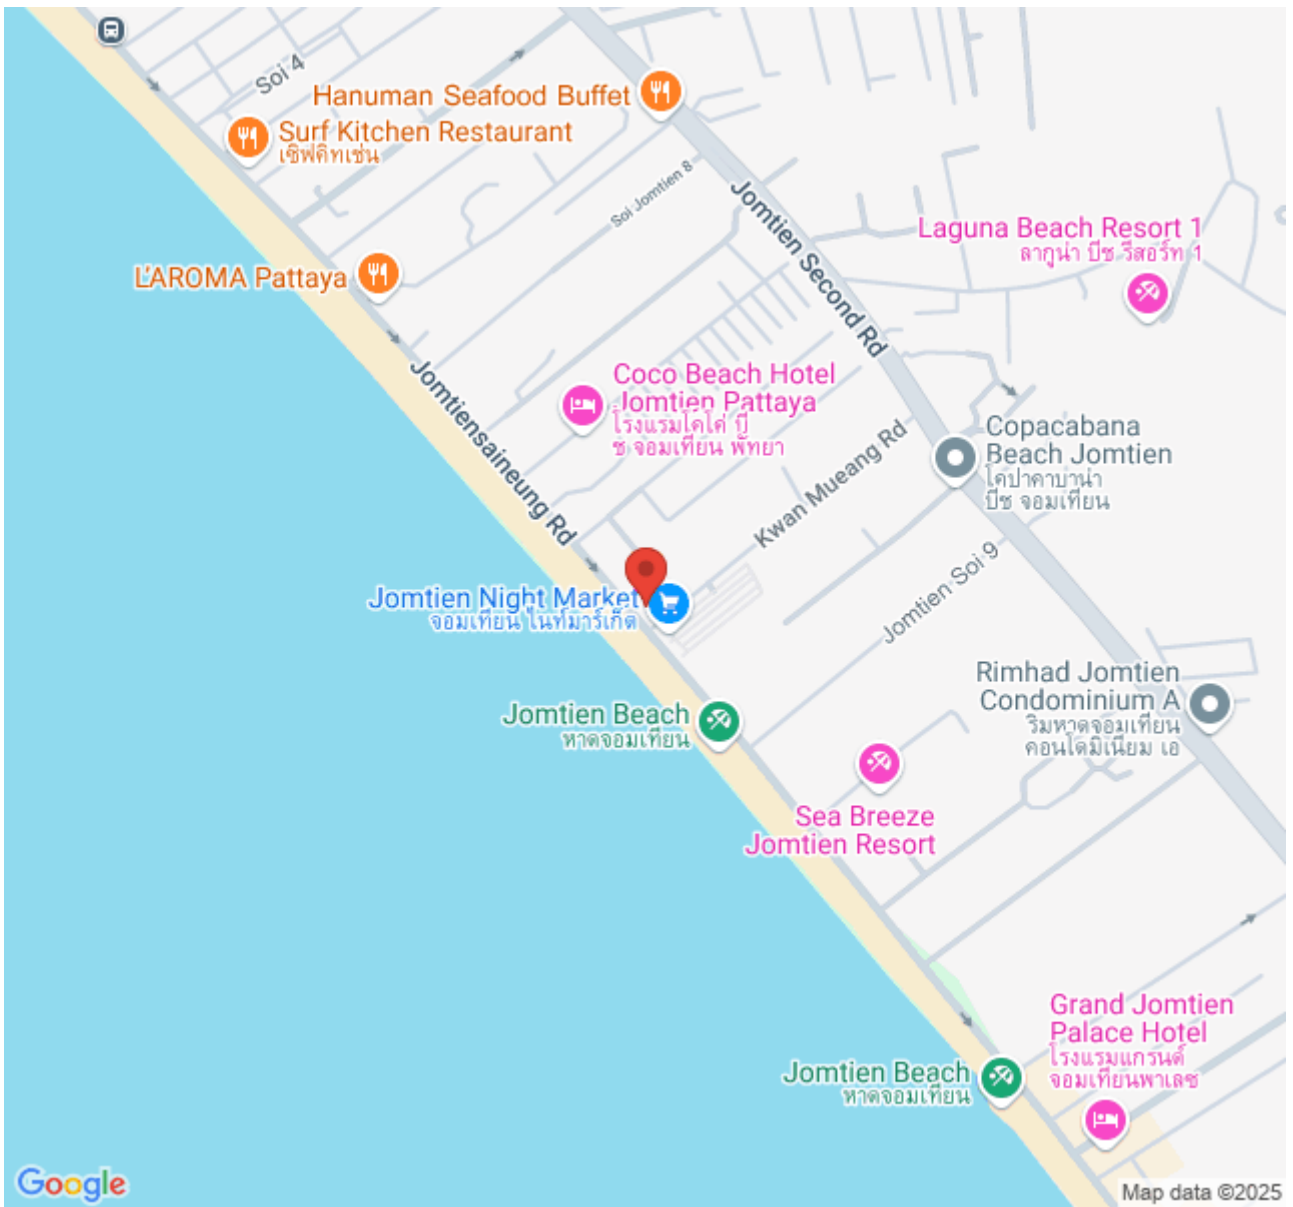 Soi 4
Hanuman Seafood Buffet
Surf Kitchen Restaurant
เซิฟคิทเช่น
Soi Jomtien 8
Jomtien Second Rd
Laguna Beach Resort 1
ลากูน่า บีช รีสอร์ท 1
L'AROMA Pattaya
Jomtiensaineung Rd
Coco Beach Hotel
Jomtien Pattaya
โรงแรมโคโค่ บี
ช จอมเทียน พัทยา
Kwan Mueang Rd
Copacabana
Beach Jomtien
โคปาคาบาน่า
บีช จอมเทียน
Jomtien Soi 9
Jomtien Night Market
จอมเทียน ไนท์มาร์เก็ต
Rimhad Jomtien
Condominium A
ริมหาดจอมเทียน
คอนโดมิเนียม เอ
Jomtien Beach
หาดจอมเทียน
Sea Breeze
Jomtien Resort
Grand Jomtien
Palace Hotel
โรงแรมแกรนด์
จอมเทียนพาเลซ
Jomtien Beach
หาดจอมเทียน
Google
Map data ©2025